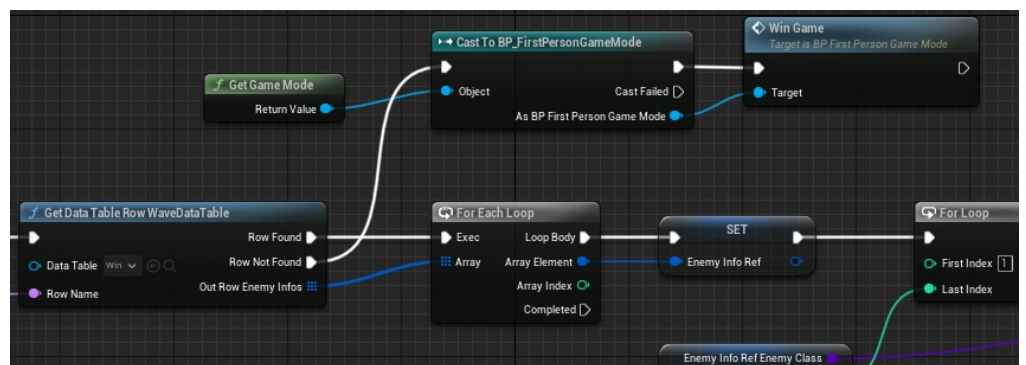 Win Game
Target is BP First Person Game Mode
Target
Cast To BP_FirstPersonGameMode
Object
Cast Failed
As BP First Person Game Mode
f Get Game Mode
Return Value
f Get Data Table Row WaveDataTable
Row Found
Data Table Win
Row Not Found
Out Row Enemy Infos
Row Name
For Each Loop
Exec Loop Body
Array Array Element
Array Index
Completed
SET
Enemy Info Ref
For Loop
First Index 1
Last Index
Enemy Info Ref Enemy Class